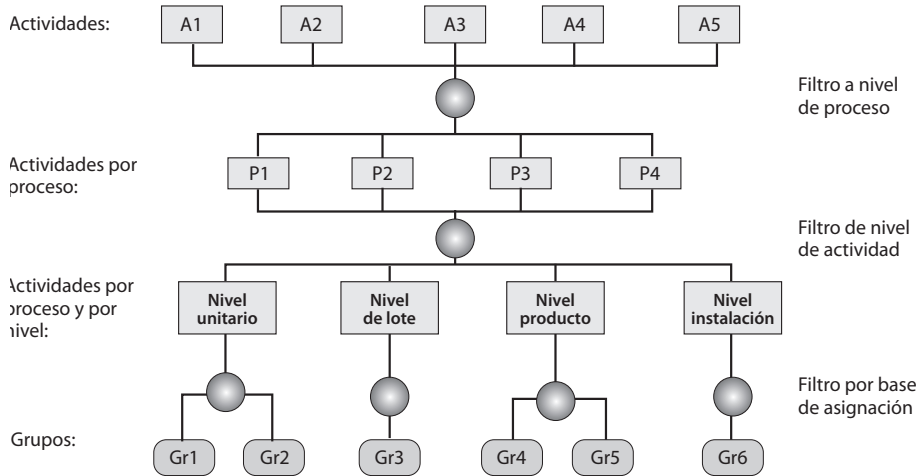 Actividades:
A1 A2 A3 A4 A5
Filtro a nivel
de proceso
Actividades por
proceso:
P1 P2 P3 P4
Filtro de nivel
de actividad
Actividades por
proceso y por
nivel:
Nivel
unitario
Nivel
de lote
Nivel
producto
Nivel
instalación
Filtro por base
de asignación
Grupos:
Gr1 Gr2 Gr3 Gr4 Gr5 Gr6